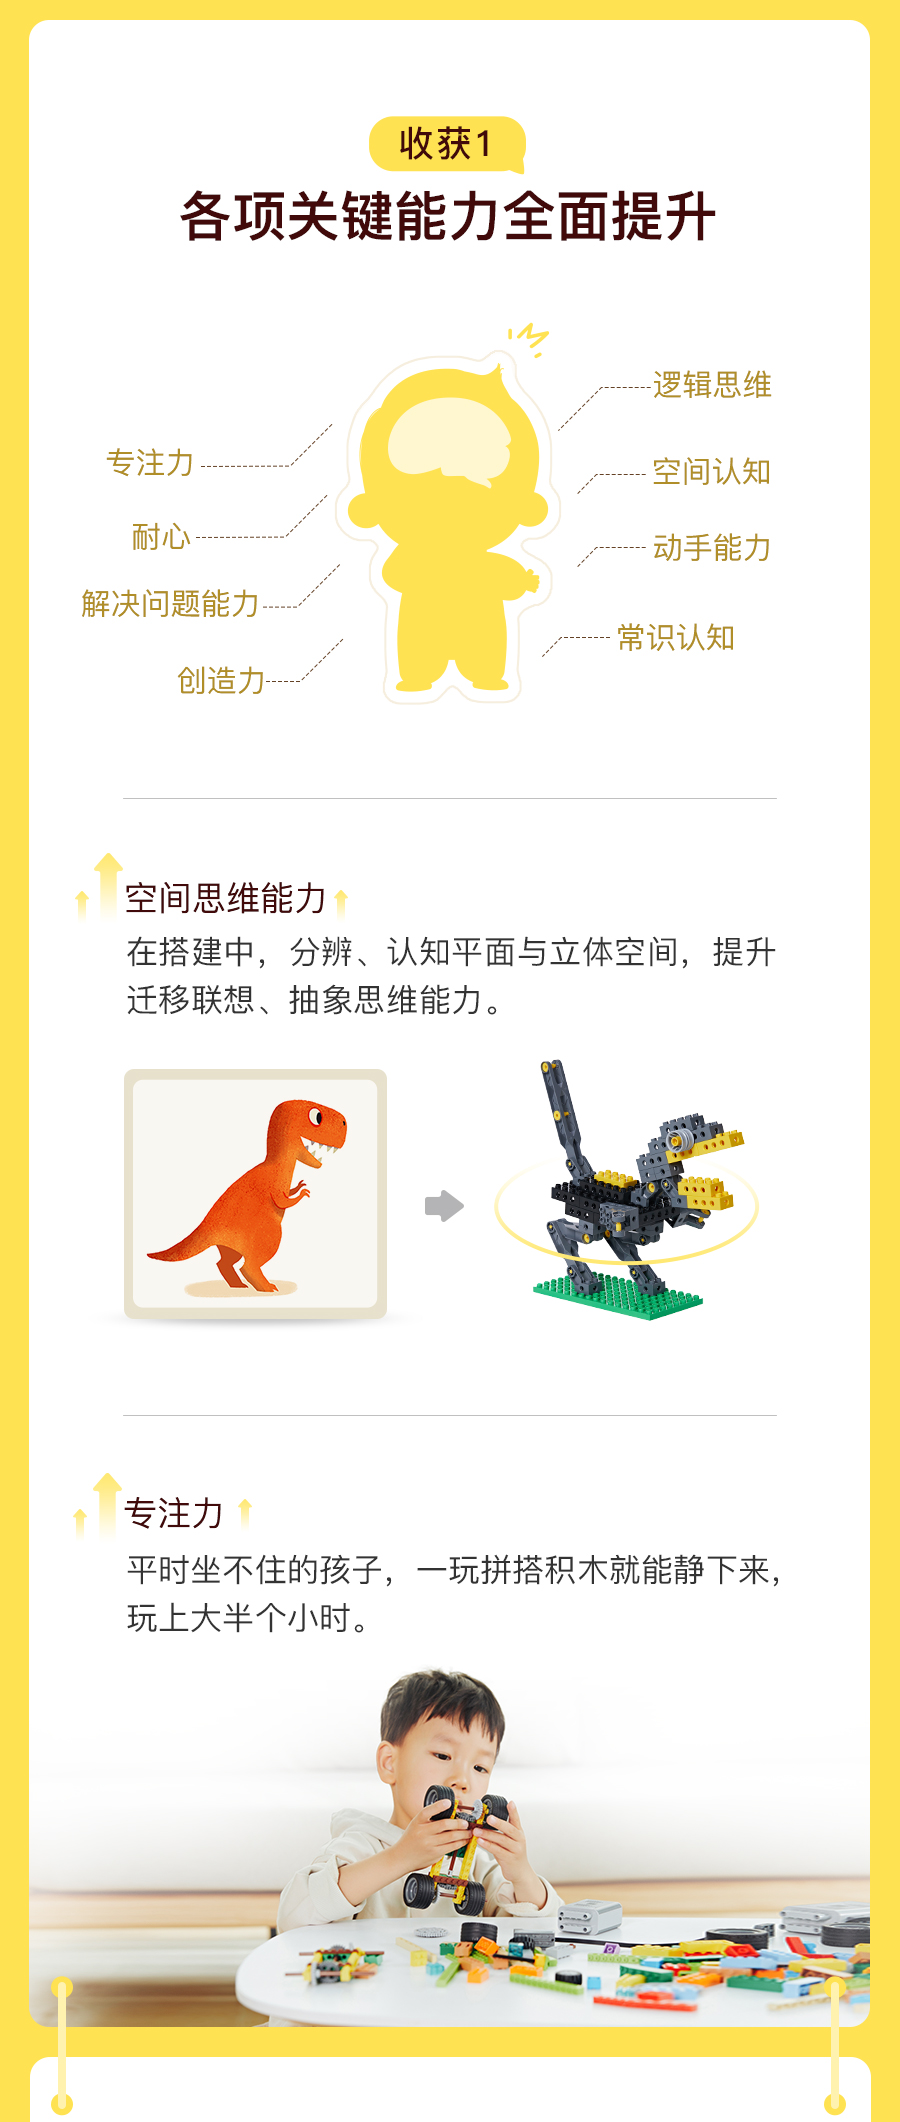 收获1
各项关键能力全面提升
逻辑思维
专注力
空间认知
耐心
动手能力
解决问题能力
常识认知
创造力
空间思维能力
在搭建中，分辨、认知平面与立体空间，提升
迁移联想、抽象思维能力。
专注力
平时坐不住的孩子，一玩拼搭积木就能静下来，
玩上大半个小时。